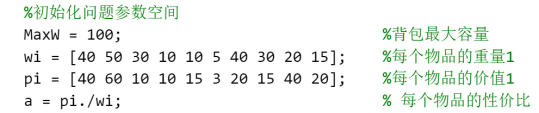 %初始化问题参数空间
MaxW = 100; %背包最大容量
wi = [40 50 30 10 10 5 40 30 20 15]; %每个物品的重量1
pi = [40 60 10 10 15 3 20 15 40 20]; %每个物品的价值1
a = pi./wi; % 每个物品的性价比